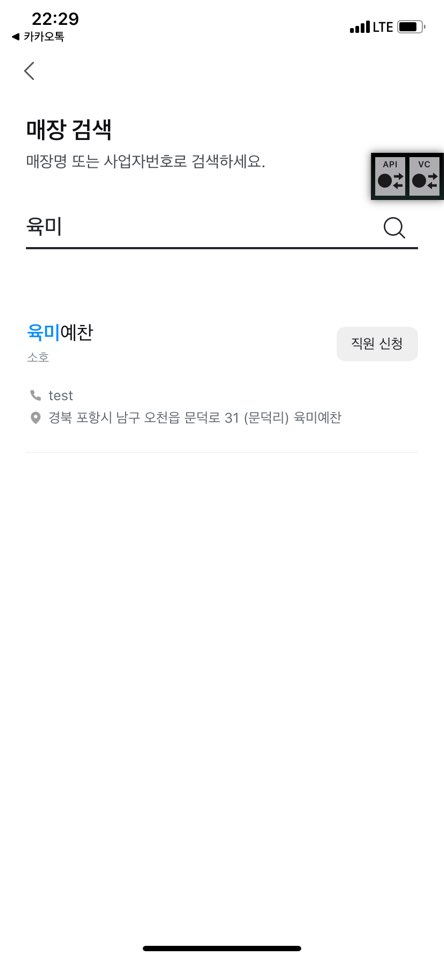 22:29
LTE
◀ 카카오톡
매장 검색
매장명 또는 사업자번호로 검색하세요.
API VC
육미
육미예찬
직원 신청
소호
test
경북 포항시 남구 오천읍 문덕로 31 (문덕리) 육미예찬